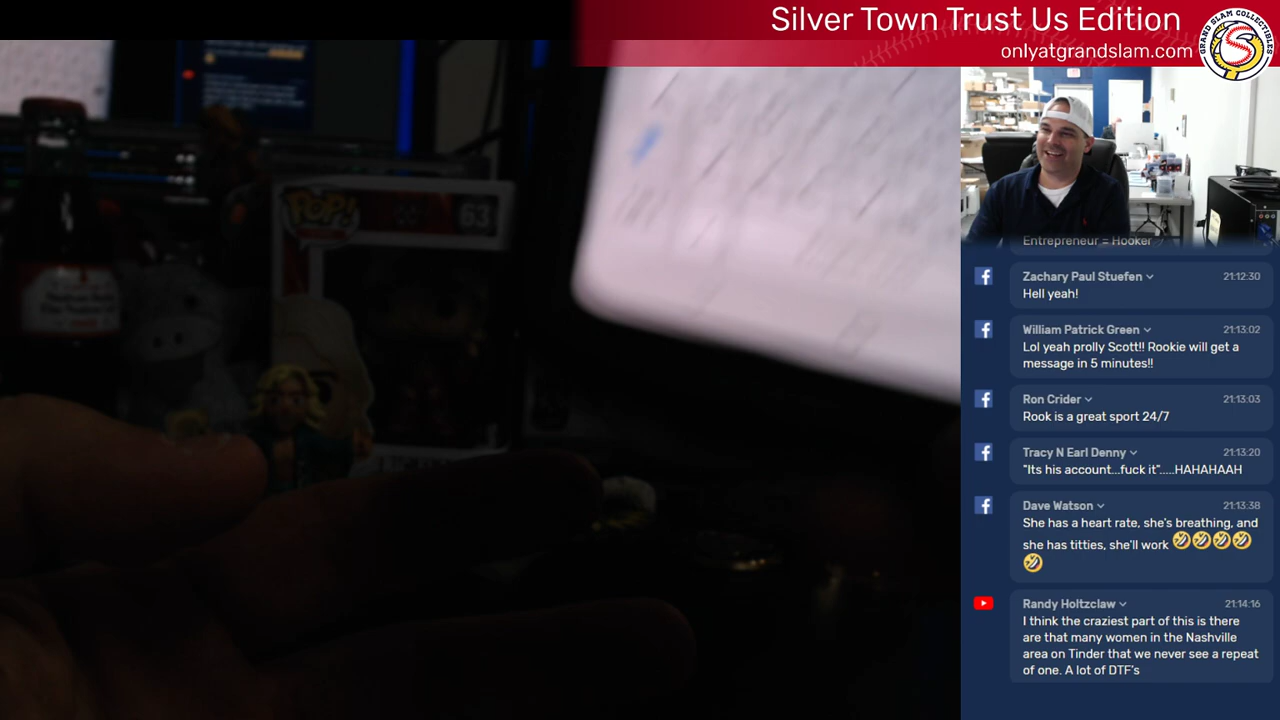 Silver Town Trust Us Edition
onlyatgrandslam.com
GRAND SLAM COLLECTIBLES
POP!
63
Entrepreneur = Hooker
Zachary Paul Stuefen
21:12:30
Hell yeah!
William Patrick Green
21:13:02
Lol yeah prolly Scott!! Rookie will get a
message in 5 minutes!!
Ron Crider
21:13:03
Rook is a great sport 24/7
Tracy N Earl Denny
21:13:20
"Its his account...fuck it".....HAHAHAAH
Dave Watson
21:13:38
She has a heart rate, she's breathing, and
she has titties, she'll work 🤣🤣🤣🤣
🤣
Randy Holtzclaw
21:14:16
I think the craziest part of this is there
are that many women in the Nashville
area on Tinder that we never see a repeat
of one. A lot of DTF's